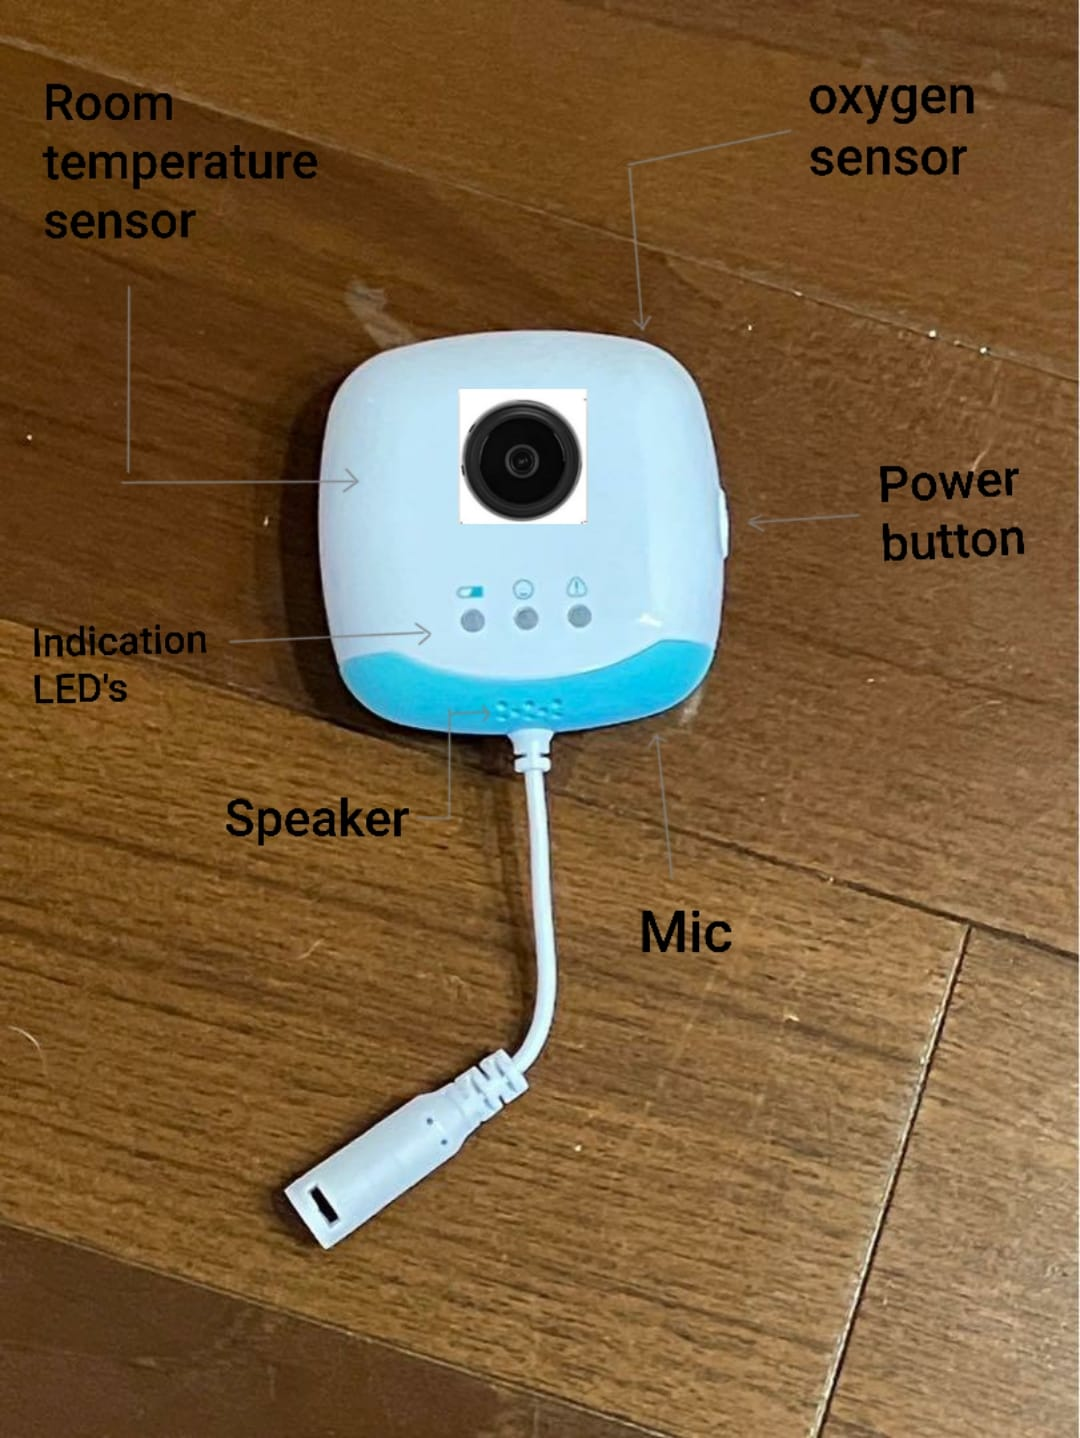 Room
temperature
sensor
oxygen
sensor
Power
button
Indication
LED's
Speaker
Mic